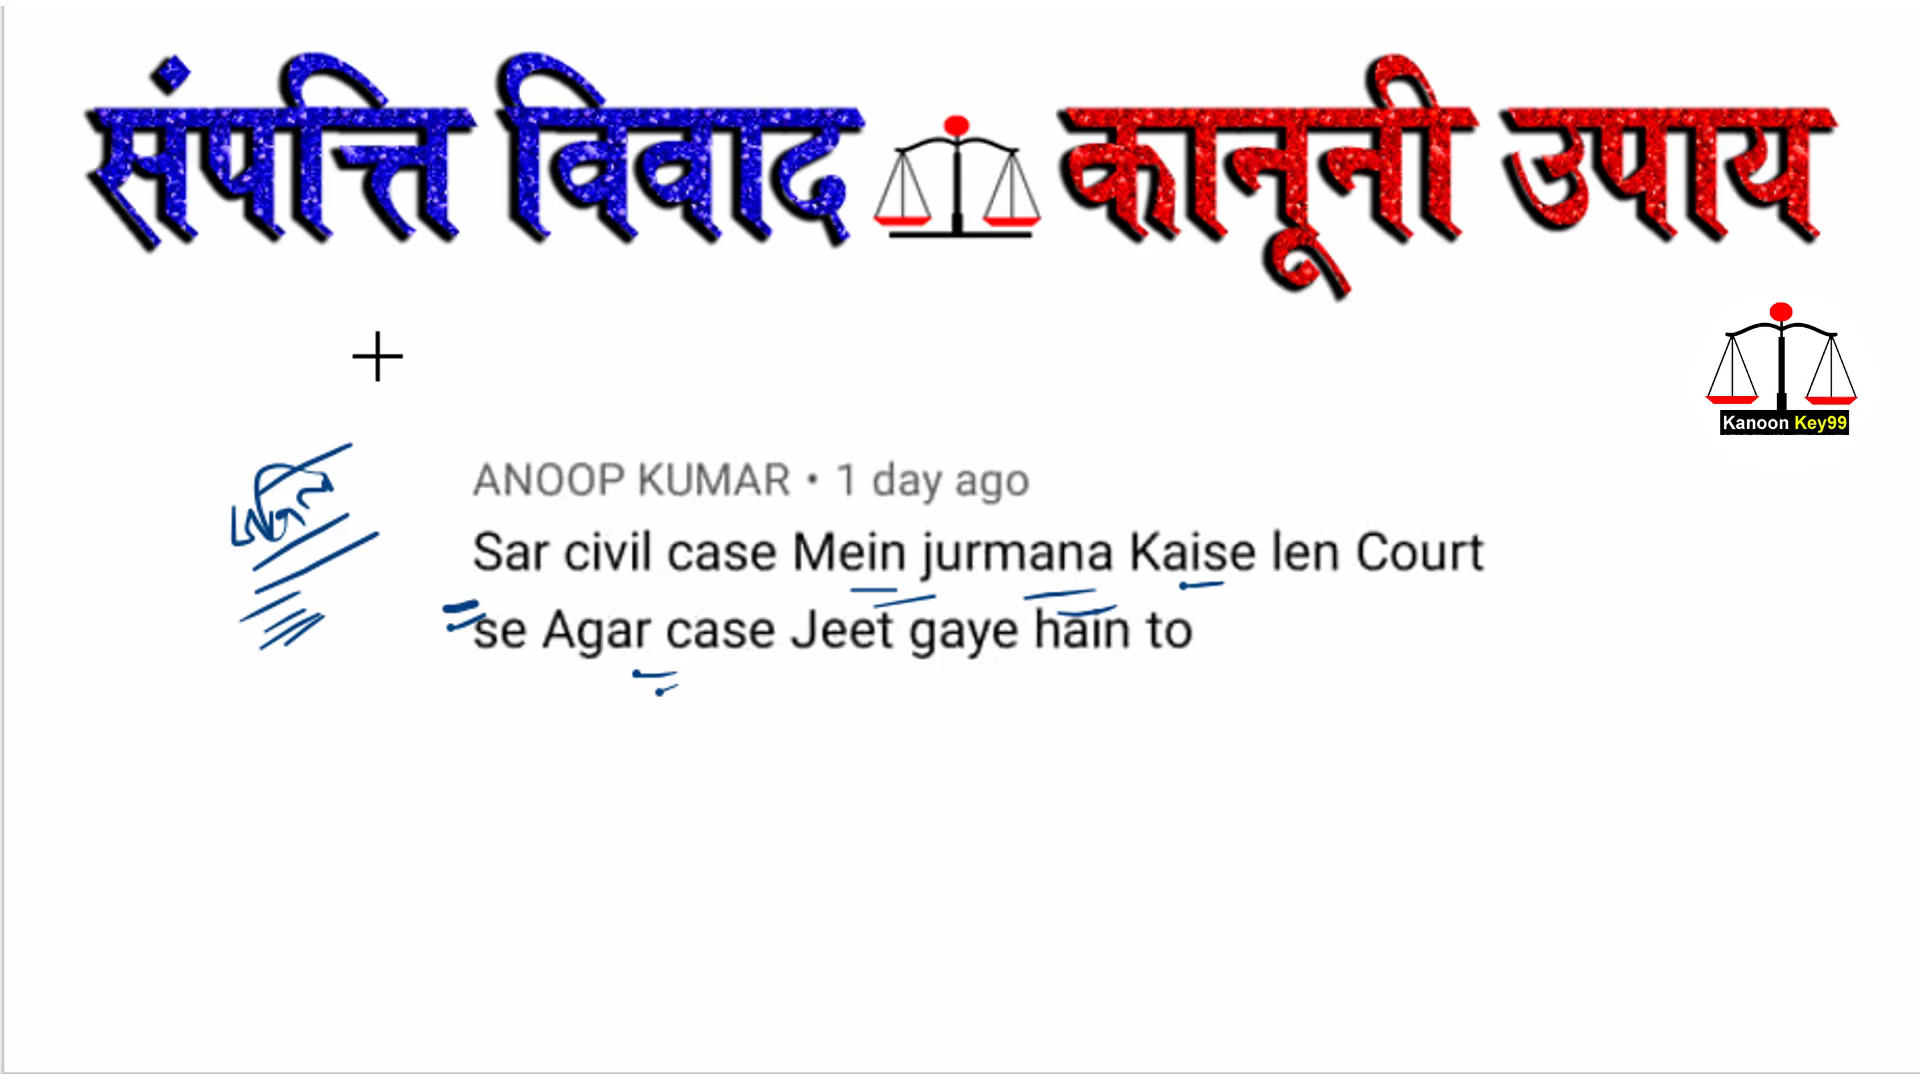 संपत्ति विवाद कानूनी उपाय
Kanoon Key99
ANOOP KUMAR • 1 day ago
Sar civil case Mein jurmana Kaise len Court
se Agar case Jeet gaye hain to